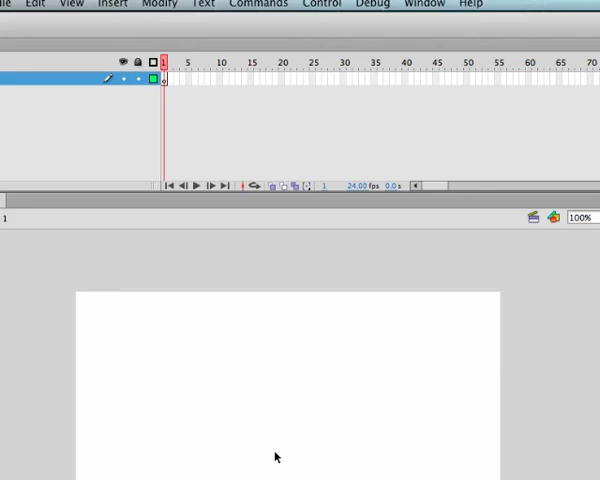 ile Edit View Insert Modify Text Commands Control Debug Window Help
1 5 10 15 20 25 30 35 40 45 50 55 60 65 70
1 24.00 fps 0.0 s
1 100%